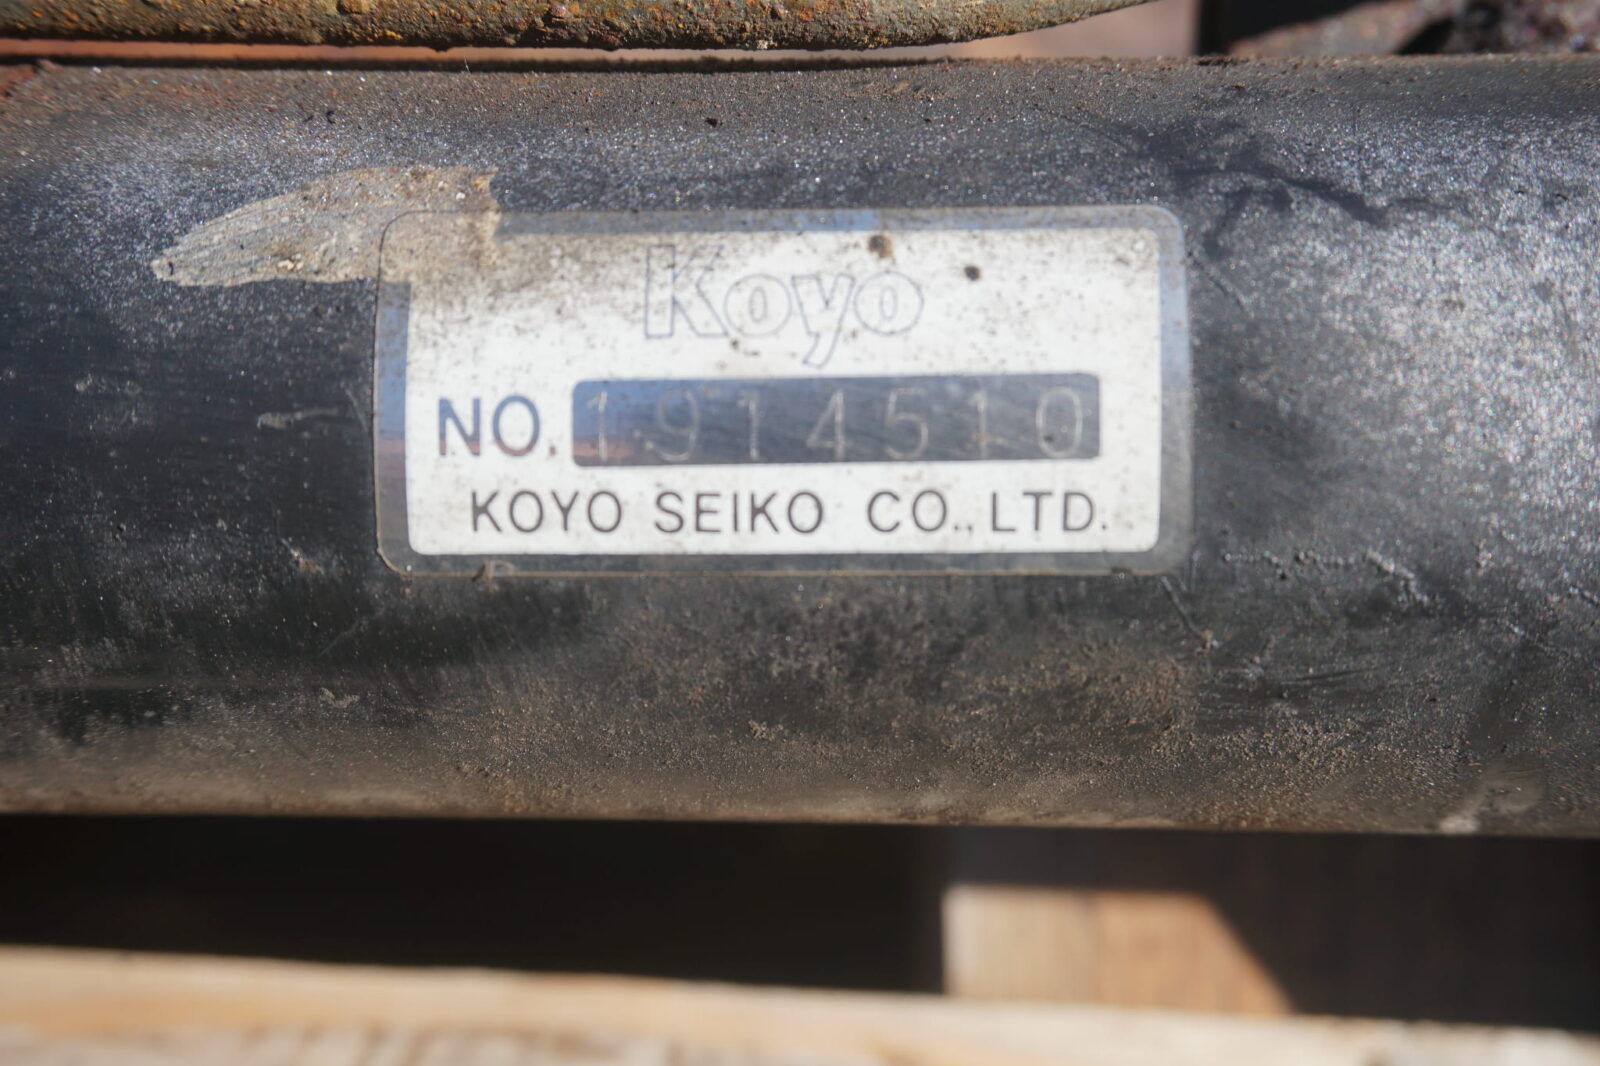 Koyo
NO. 1914510
KOYO SEIKO CO., LTD.